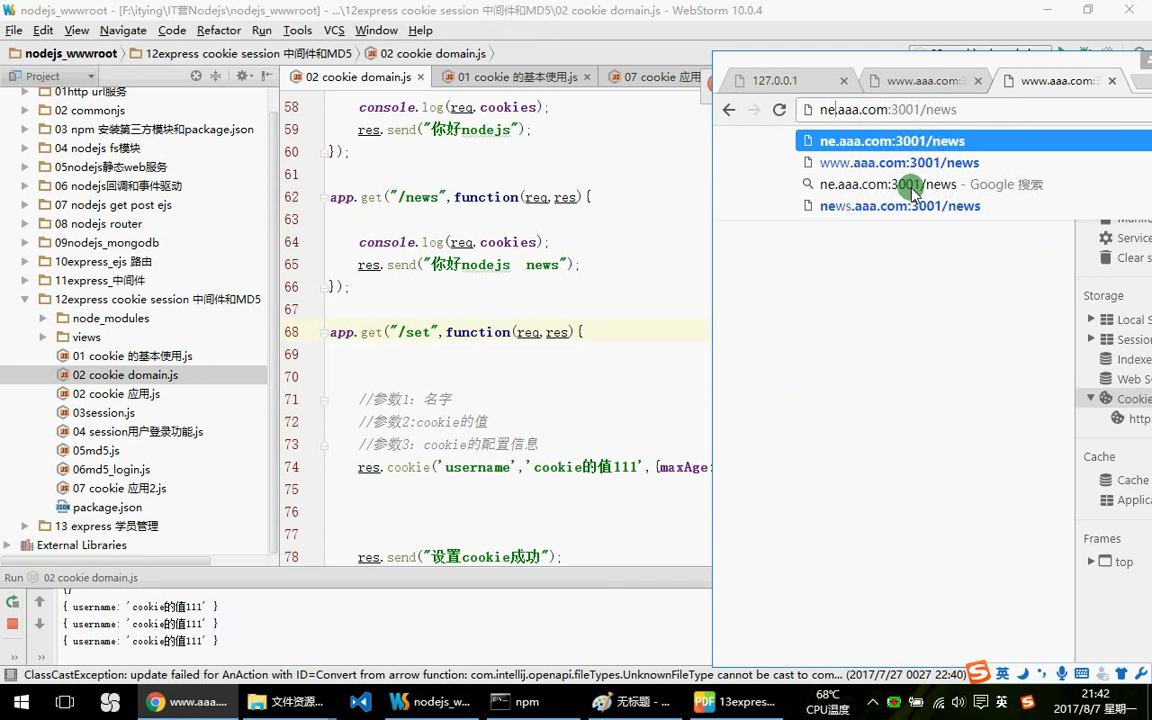 nodejs_wwwroot - [F:\itying\IT营Nodejs\nodejs_wwwroot] - ...\12express cookie session 中间件和MD5\02 cookie domain.js - WebStorm 10.0.4
File Edit View Navigate Code Refactor Run Tools VCS Window Help
nodejs_wwwroot 12express cookie session 中间件和MD5 02 cookie domain.js
Project
02 cookie domain.js
01 cookie 的基本使用.js
07 cookie 应用
01http url服务
02 commonjs
03 npm 安装第三方模块和package.json
04 nodejs fs模块
05nodejs静态web服务
06 nodejs回调和事件驱动
07 nodejs get post ejs
08 nodejs router
09nodejs_mongodb
10express_ejs 路由
11express_中间件
12express cookie session 中间件和MD5
node_modules
views
01 cookie 的基本使用.js
02 cookie domain.js
02 cookie 应用.js
03session.js
04 session用户登录功能.js
05md5.js
06md5_login.js
07 cookie 应用2.js
package.json
13 express 学员管理
External Libraries
58 console.log(req.cookies);
59 res.send("你好nodejs");
60 });
62 app.get("/news",function(req,res){
63
64 console.log(req.cookies);
65 res.send("你好nodejs  news");
66 });
67
68 app.get("/set",function(req,res){
69
70
71 //参数1：名字
72 //参数2:cookie的值
73 //参数3：cookie的配置信息
74 res.cookie('username','cookie的值111',{maxAge:
75
76
77
78 res.send("设置cookie成功");
127.0.0.1
www.aaa.com:
www.aaa.com:
ne.aaa.com:3001/news
ne.aaa.com:3001/news
www.aaa.com:3001/news
ne.aaa.com:3001/news - Google 搜索
news.aaa.com:3001/news
Service
Clear s
Storage
Local S
Session
Indexe
Web S
Cookie
http
Cache
Cache
Applic
Frames
top
Run 02 cookie domain.js
{ username: 'cookie的值111' }
{ username: 'cookie的值111' }
{ username: 'cookie的值111' }
ClassCastException: update failed for AnAction with ID=Convert from arrow function: com.intellij.openapi.fileTypes.UnknownFileType cannot be cast to com... (2017/7/27 0027 22:40)
英
www.aaa....
文件资源...
nodejs_w...
npm
无标题 - ...
13expres...
68℃
CPU温度
英
21:42
2017/8/7 星期一